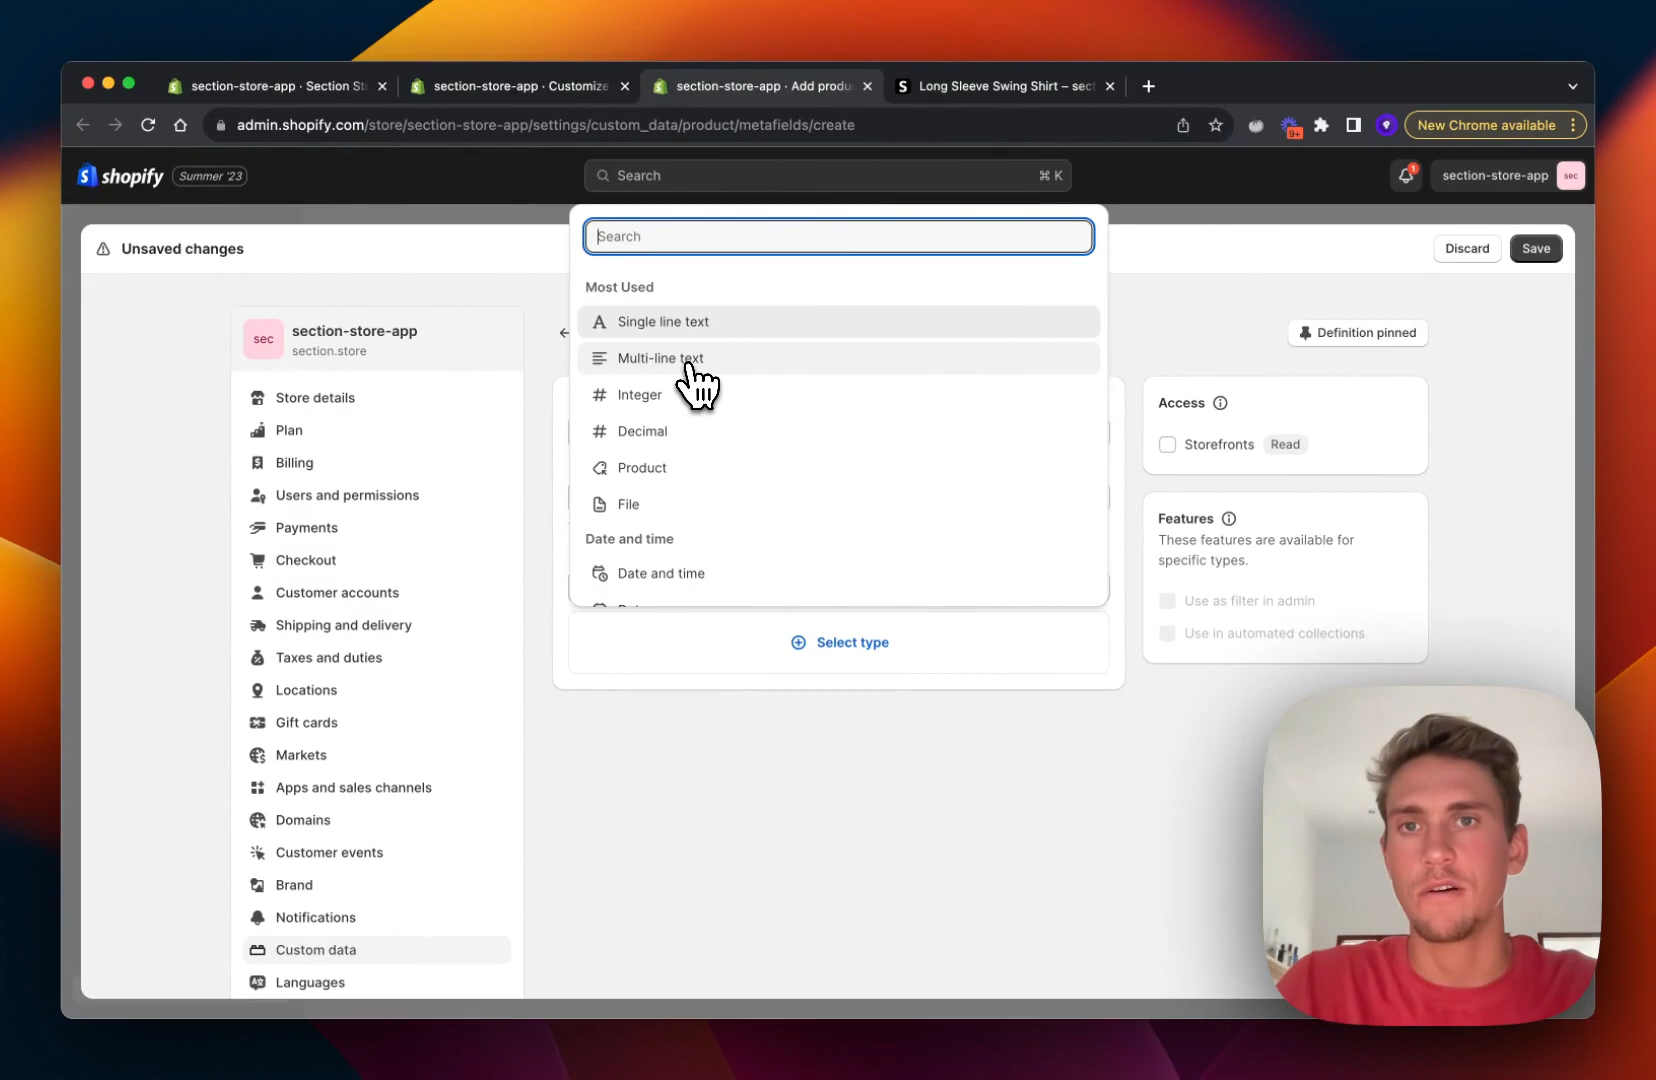 section-store-app · Section St
section-store-app · Customize
section-store-app · Add produ
Long Sleeve Swing Shirt – sect
admin.shopify.com/store/section-store-app/settings/custom_data/product/metafields/create
9+
New Chrome available
shopify
Summer '23
Search
⌘ K
1
section-store-app
sec
Unsaved changes
Discard
Save
Search
Most Used
Single line text
Multi-line text
Integer
Decimal
Product
File
Date and time
Date and time
Select type
sec
section-store-app
section.store
Store details
Plan
Billing
Users and permissions
Payments
Checkout
Customer accounts
Shipping and delivery
Taxes and duties
Locations
Gift cards
Markets
Apps and sales channels
Domains
Customer events
Brand
Notifications
Custom data
Languages
Definition pinned
Access
Storefronts
Read
Features
These features are available for
specific types.
Use as filter in admin
Use in automated collections